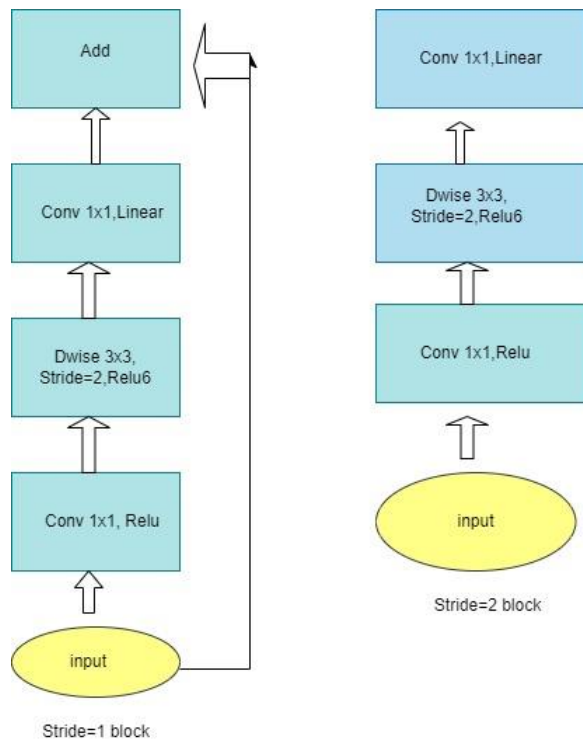 Add
Conv 1x1,Linear
Dwise 3x3,
Stride=2,Relu6
Conv 1x1, Relu
input
Stride=1 block
Conv 1x1,Linear
Dwise 3x3,
Stride=2,Relu6
Conv 1x1,Relu
input
Stride=2 block